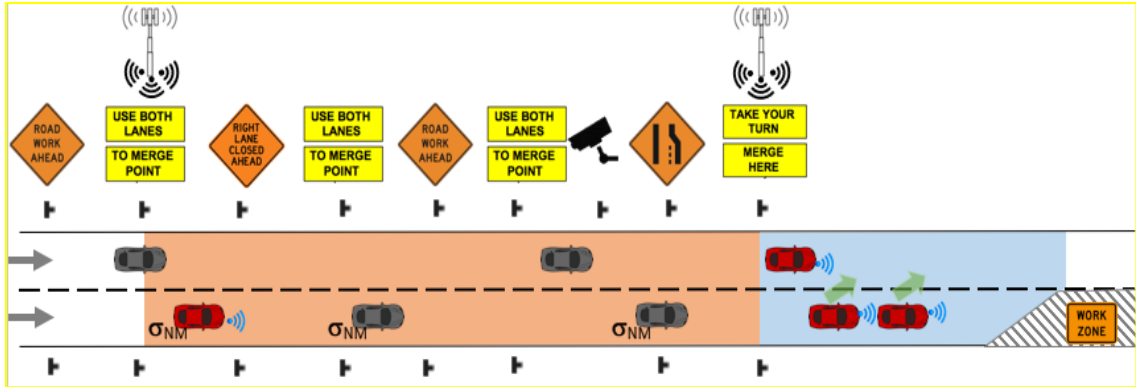 ROAD
WORK
AHEAD
USE BOTH
LANES
TO MERGE
POINT
RIGHT
LANE
CLOSED
AHEAD
USE BOTH
LANES
TO MERGE
POINT
ROAD
WORK
AHEAD
USE BOTH
LANES
TO MERGE
POINT
TAKE YOUR
TURN
MERGE
HERE
σNM
σNM
σNM
WORK
ZONE